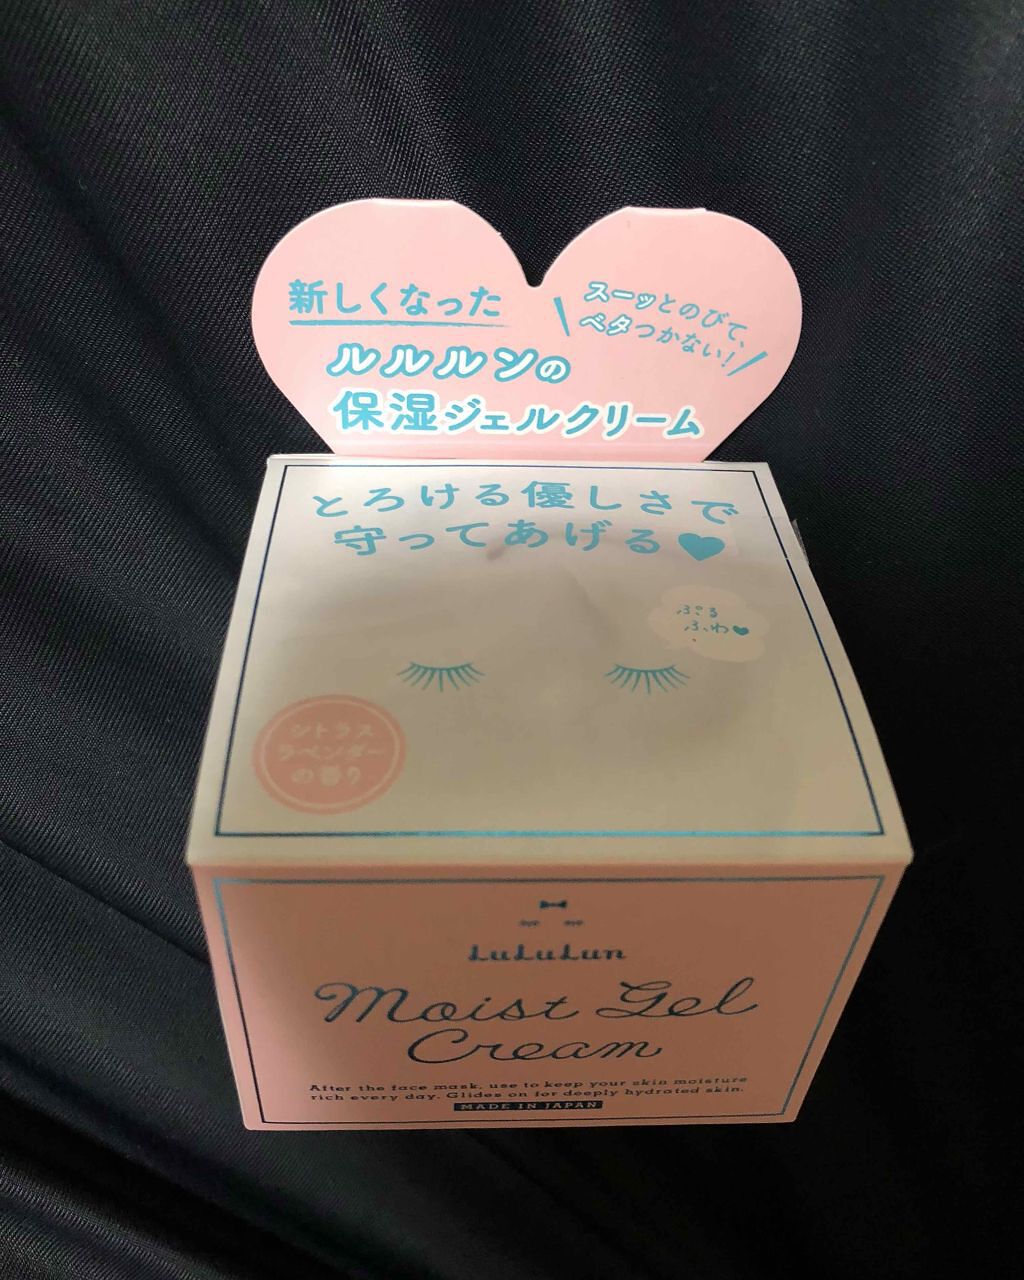 新しくなった
ルルルンの
保湿ジェルクリーム
スーッとのびて、
ベタつかない！
とろける優しさで
守ってあげる♥
ぷる
ふわ♥
シトラス
ラベンダー
の香り
LuLuLun
Moist Gel
Cream
After the face mask, use to keep your skin moisture
rich every day. Glides on for deeply hydrated skin.
MADE IN JAPAN